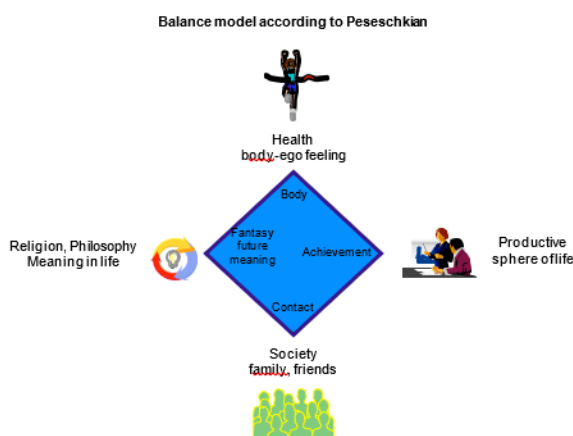 Balance model according to Peseschkian
Health
body-ego feeling
Body
Fantasy
future
meaning
Achievement
Contact
Religion, Philosophy
Meaning in life
Productive
sphere of life
Society
family, friends